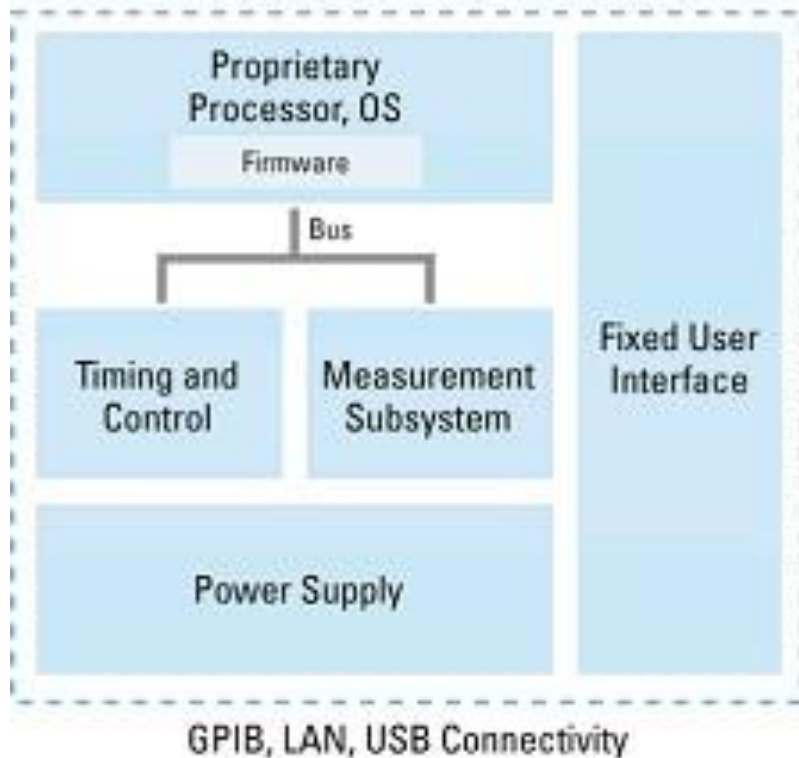 Proprietary
Processor, OS
Firmware
Bus
Timing and
Control
Measurement
Subsystem
Fixed User
Interface
Power Supply
GPIB, LAN, USB Connectivity